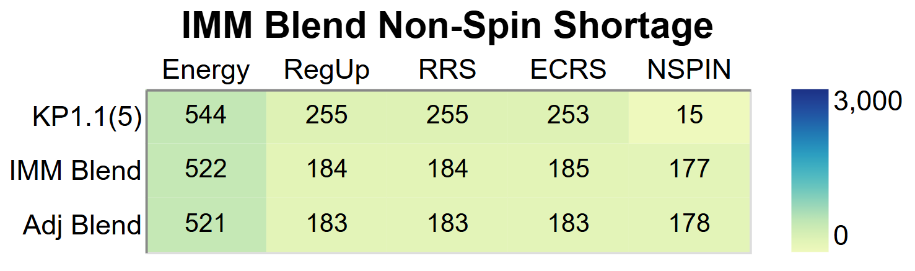 IMM Blend Non-Spin Shortage
Energy RegUp RRS ECRS NSPIN
KP1.1(5) 544 255 255 253 15
IMM Blend 522 184 184 185 177
Adj Blend 521 183 183 183 178
3,000
0